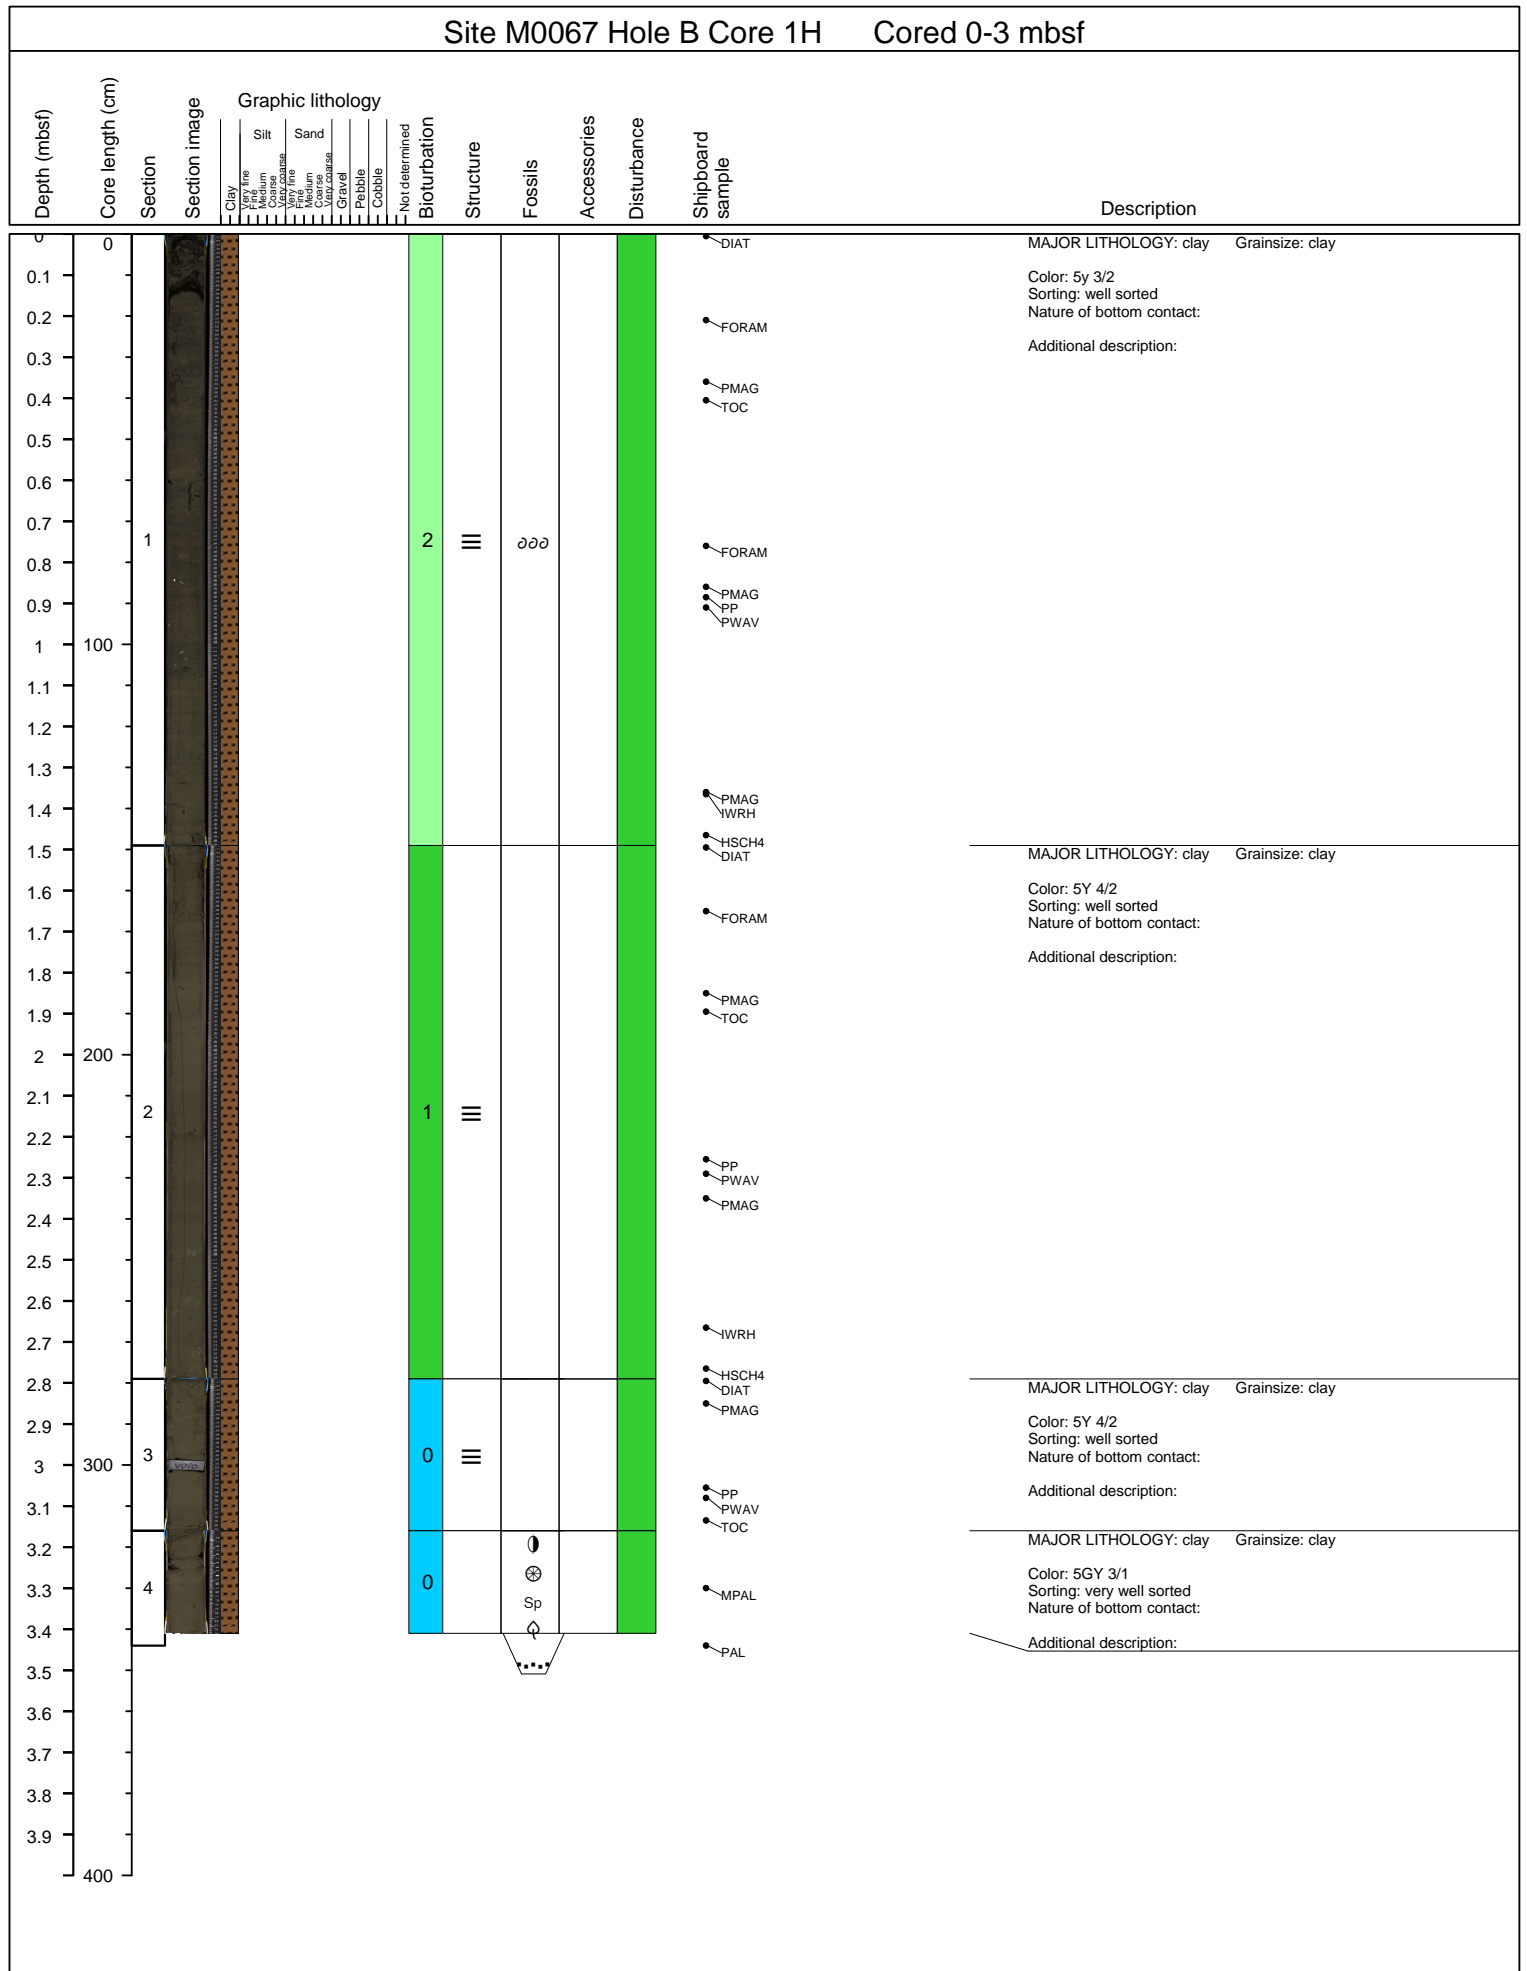 Site M0067 Hole B Core 1H Cored 0-3 mbsf
Depth (mbsf)
Core length (cm)
Section
Section image
Graphic lithology
Clay
Silt
Very fine
Fine
Medium
Coarse
Very coarse
Sand
Very fine
Fine
Medium
Coarse
Very coarse
Gravel
Pebble
Cobble
Not determined
Bioturbation
Structure
Fossils
Accessories
Disturbance
Shipboard
sample
Description
0
0.1
0.2
0.3
0.4
0.5
0.6
0.7
0.8
0.9
1
1.1
1.2
1.3
1.4
1.5
1.6
1.7
1.8
1.9
2
2.1
2.2
2.3
2.4
2.5
2.6
2.7
2.8
2.9
3
3.1
3.2
3.3
3.4
3.5
3.6
3.7
3.8
3.9
0
100
200
300
400
1
2
3
4
VOID
2
1
0
0
Sp
DIAT
FORAM
PMAG
TOC
FORAM
PMAG
PP
PWAV
PMAG
IWRH
HSCH4
DIAT
FORAM
PMAG
TOC
PP
PWAV
PMAG
IWRH
HSCH4
DIAT
PMAG
PP
PWAV
TOC
MPAL
PAL
MAJOR LITHOLOGY: clay Grainsize: clay
Color: 5y 3/2
Sorting: well sorted
Nature of bottom contact:
Additional description:
MAJOR LITHOLOGY: clay Grainsize: clay
Color: 5Y 4/2
Sorting: well sorted
Nature of bottom contact:
Additional description:
MAJOR LITHOLOGY: clay Grainsize: clay
Color: 5Y 4/2
Sorting: well sorted
Nature of bottom contact:
Additional description:
MAJOR LITHOLOGY: clay Grainsize: clay
Color: 5GY 3/1
Sorting: very well sorted
Nature of bottom contact:
Additional description: